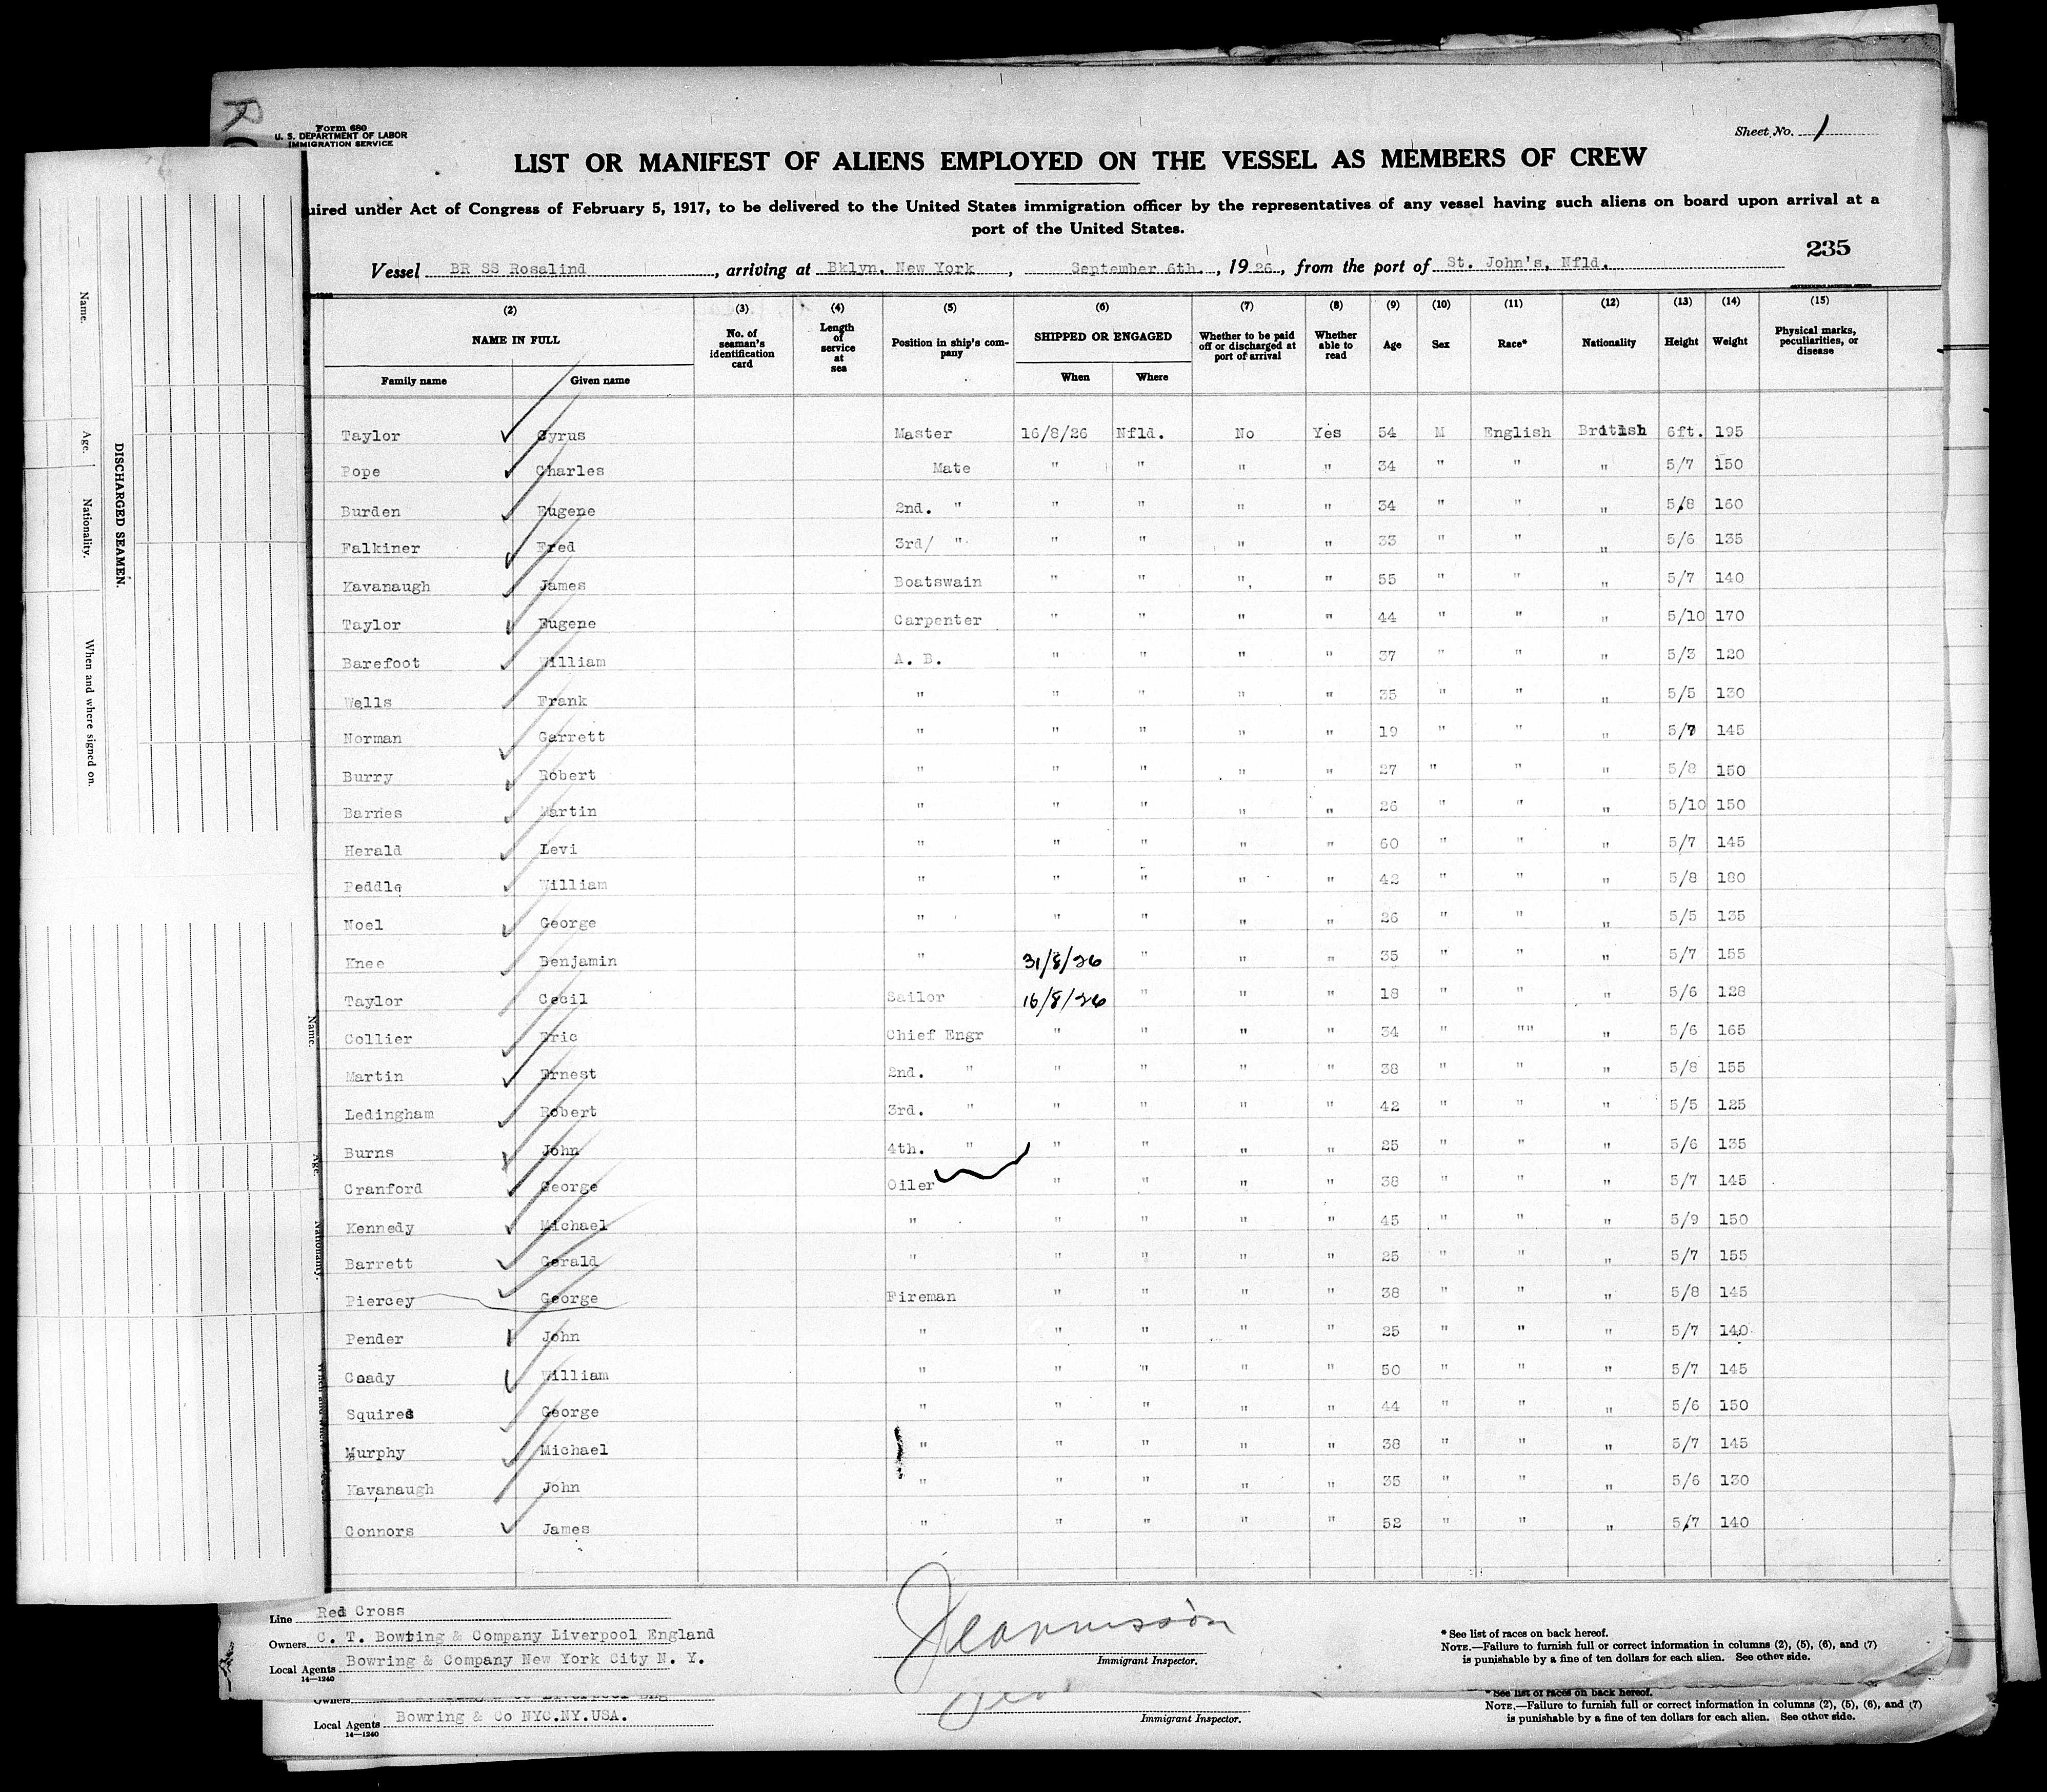 Form 680
U. S. DEPARTMENT OF LABOR
IMMIGRATION SERVICE
Sheet No. 1
LIST OR MANIFEST OF ALIENS EMPLOYED ON THE VESSEL AS MEMBERS OF CREW
uired under Act of Congress of February 5, 1917, to be delivered to the United States immigration officer by the representatives of any vessel having such aliens on board upon arrival at a
port of the United States.
235
Vessel BR SS Rosalind, arriving at Bklyn. New York, September 6th., 1926, from the port of St. John's, Nfld.
(2) (3) (4) (5) (6) (7) (8) (9) (10) (11) (12) (13) (14) (15)
NAME IN FULL No. of seaman's identification card Length of service at sea Position in ship's company SHIPPED OR ENGAGED Whether to be paid off or discharged at port of arrival Whether able to read Age Sex Race* Nationality Height Weight Physical marks, peculiarities, or disease
Family name Given name When Where
Taylor Cyrus Master 16/8/26 Nfld. No Yes 54 M English British 6ft. 195
Pope Charles Mate " " " " 34 " " " 5/7 150
Burden Eugene 2nd. " " " " " 34 " " " 5/8 160
Falkiner Fred 3rd/ " " " " " 33 " " " 5/6 135
Kavanaugh James Boatswain " " " " 55 " " " 5/7 140
Taylor Eugene Carpenter " " " " 44 " " " 5/10 170
Barefoot William A. B. " " " " 37 " " " 5/3 120
Wells Frank " " " " " 35 " " " 5/5 130
Norman Garrett " " " " " 19 " " " 5/7 145
Burry Robert " " " " " 27 " " " 5/8 150
Barnes Martin " " " " " 26 " " " 5/10 150
Herald Levi " " " " " 60 " " " 5/7 145
Peddle William " " " " " 42 " " " 5/8 180
Noel George " " " " " 26 " " " 5/5 135
Knee Benjamin " 31/8/26 " " " 35 " " " 5/7 155
Taylor Cecil Sailor 16/8/26 " " " 18 " " " 5/6 128
Collier Eric Chief Engr " " " " 34 " "" " 5/6 165
Martin Ernest 2nd. " " " " " 38 " " " 5/8 155
Ledingham Robert 3rd. " " " " " 42 " " " 5/5 125
Burns John 4th. " " " " " 25 " " " 5/6 135
Cranford George Oiler " " " " 38 " " " 5/7 145
Kennedy Michael " " " " " 45 " " " 5/9 150
Barrett Gerald " " " " " 25 " " " 5/7 155
Piercey George Fireman " " " " 38 " " " 5/8 145
Pender John " " " " " 25 " " " 5/7 140
Coady William " " " " " 50 " " " 5/7 145
Squires George " " " " " 44 " " " 5/6 150
Murphy Michael " " " " " 38 " " " 5/7 145
Kavanaugh John " " " " " 35 " " " 5/6 130
Connors James " " " " " 52 " " " 5/7 140
Line Red Cross
Owners C. T. Bowring & Company Liverpool England
Local Agents Bowring & Company New York City N. Y.
14—1240
Immigrant Inspector.
* See list of races on back hereof.
NOTE.—Failure to furnish full or correct information in columns (2), (5), (6), and (7)
is punishable by a fine of ten dollars for each alien. See other side.
Owners
Local Agents Bowring & Co NYC.NY.USA.
14—1240
Immigrant Inspector.
* See list of races on back hereof.
NOTE.—Failure to furnish full or correct information in columns (2), (5), (6), and (7)
is punishable by a fine of ten dollars for each alien. See other side.
DISCHARGED SEAMEN.
Name.
Age.
Nationality.
When and where signed on.
Name.
Age.
Nationality.